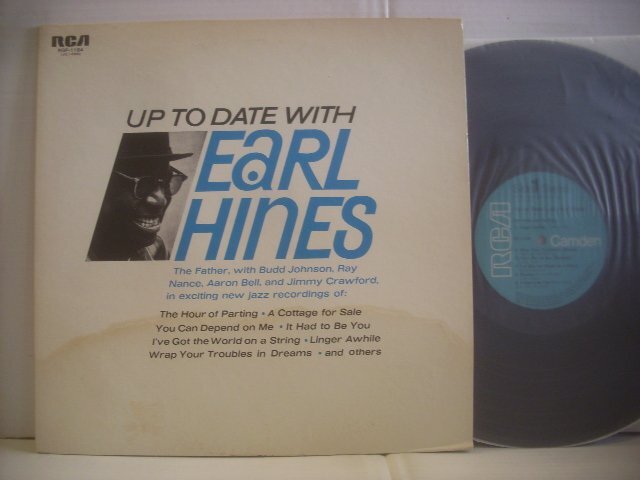 RCA
UP TO DATE WITH
EaRL
HINES
The Father, with Budd Johnson, Ray
Nance, Aaron Bell, and Jimmy Crawford,
in exciting new jazz recordings of:
The Hour of Parting • A Cottage for Sale
You Can Depend on Me • It Had to Be You
I've Got the World on a String • Linger Awhile
Wrap Your Troubles in Dreams • and others
RCA
Camden